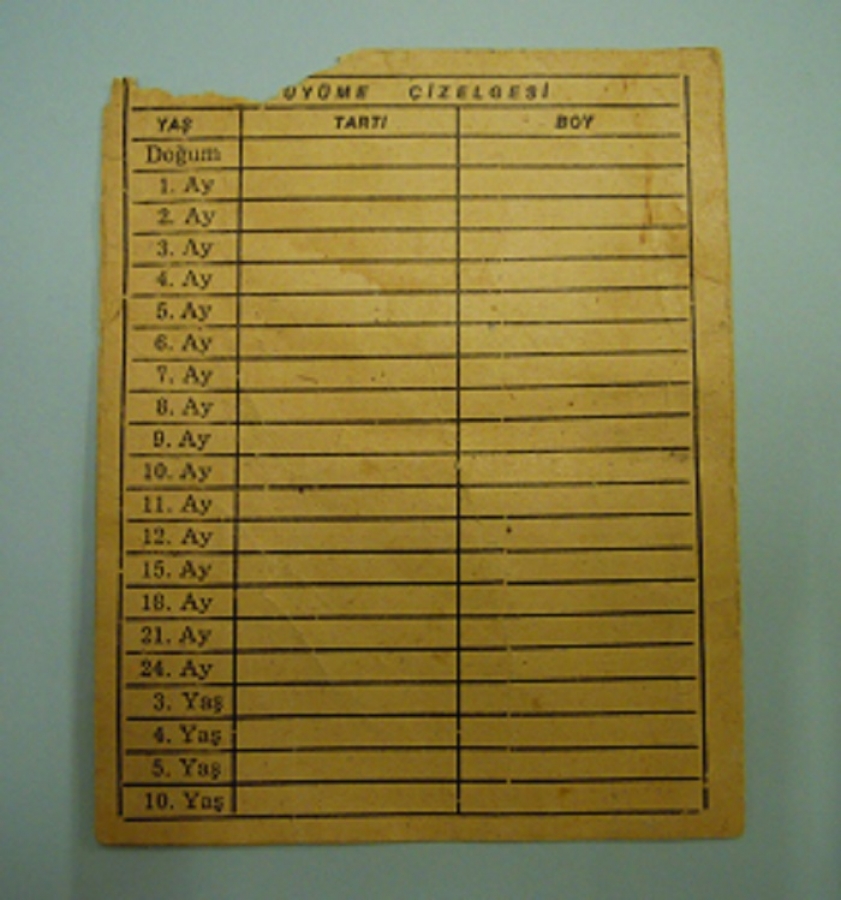 ÜYÜME ÇİZELGESİ
YAŞ TARTI BOY
Doğum
1. Ay
2. Ay
3. Ay
4. Ay
5. Ay
6. Ay
7. Ay
8. Ay
9. Ay
10. Ay
11. Ay
12. Ay
15. Ay
18. Ay
21. Ay
24. Ay
3. Yaş
4. Yaş
5. Yaş
10. Yaş